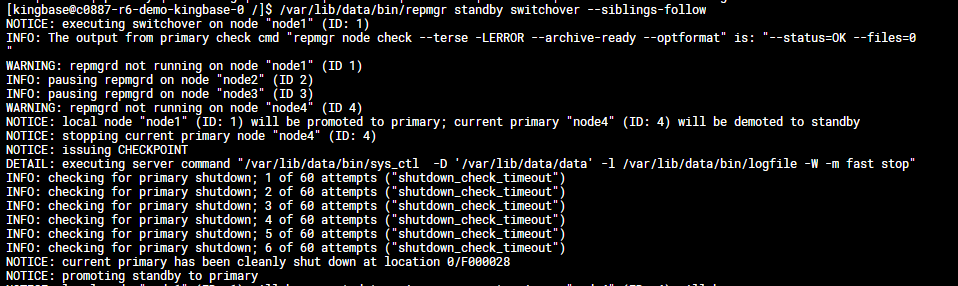 [kingbase@c0887-r6-demo-kingbase-0 /]$ /var/lib/data/bin/repmgr standby switchover --siblings-follow
NOTICE: executing switchover on node "node1" (ID: 1)
INFO: The output from primary check cmd "repmgr node check --terse -LERROR --archive-ready --optformat" is: "--status=OK --files=0
"
WARNING: repmgrd not running on node "node1" (ID 1)
INFO: pausing repmgrd on node "node2" (ID 2)
INFO: pausing repmgrd on node "node3" (ID 3)
WARNING: repmgrd not running on node "node4" (ID 4)
NOTICE: local node "node1" (ID: 1) will be promoted to primary; current primary "node4" (ID: 4) will be demoted to standby
NOTICE: stopping current primary node "node4" (ID: 4)
NOTICE: issuing CHECKPOINT
DETAIL: executing server command "/var/lib/data/bin/sys_ctl  -D '/var/lib/data/data' -l /var/lib/data/bin/logfile -W -m fast stop"
INFO: checking for primary shutdown; 1 of 60 attempts ("shutdown_check_timeout")
INFO: checking for primary shutdown; 2 of 60 attempts ("shutdown_check_timeout")
INFO: checking for primary shutdown; 3 of 60 attempts ("shutdown_check_timeout")
INFO: checking for primary shutdown; 4 of 60 attempts ("shutdown_check_timeout")
INFO: checking for primary shutdown; 5 of 60 attempts ("shutdown_check_timeout")
INFO: checking for primary shutdown; 6 of 60 attempts ("shutdown_check_timeout")
NOTICE: current primary has been cleanly shut down at location 0/F000028
NOTICE: promoting standby to primary